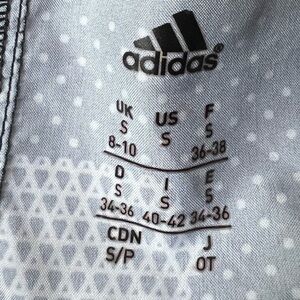 adidas®
UK US F
S S S
8-10 36-38
D I E
S S S
34-36 40-42 34-36
CDN J
S/P OT